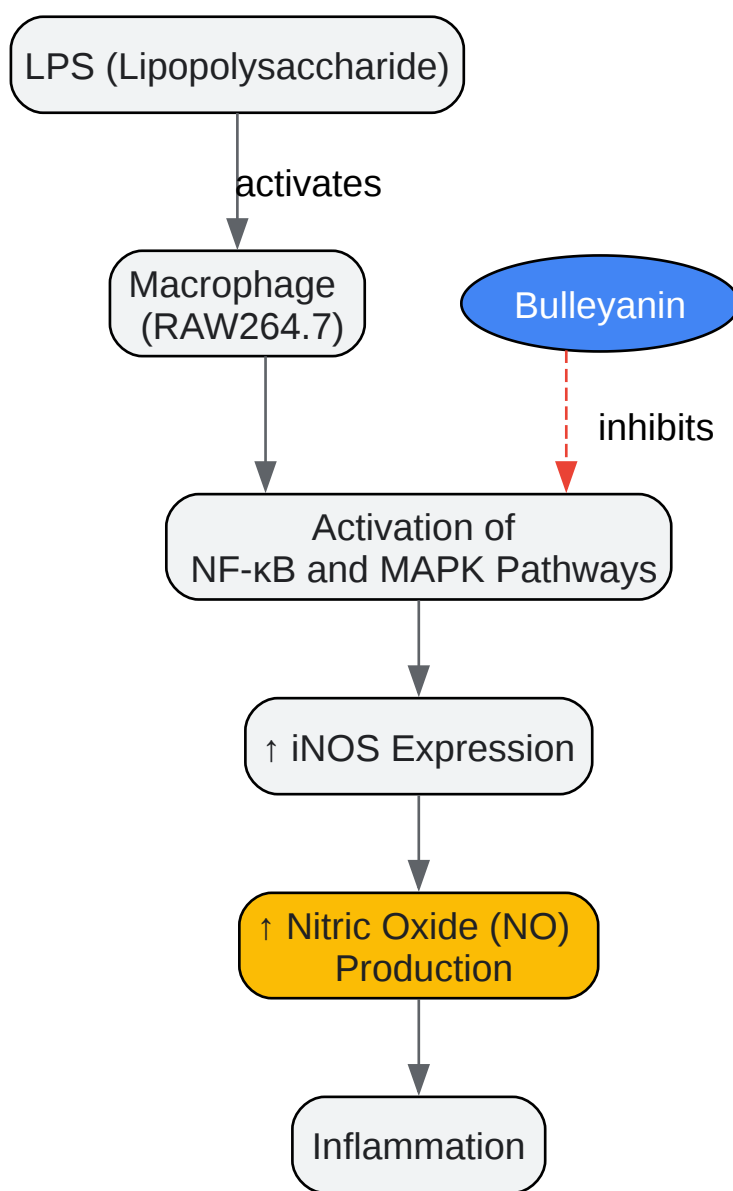 LPS (Lipopolysaccharide)
activates
Macrophage
(RAW264.7)
Bulleyanin
inhibits
Activation of
NF-κB and MAPK Pathways
↑ iNOS Expression
↑ Nitric Oxide (NO)
Production
Inflammation